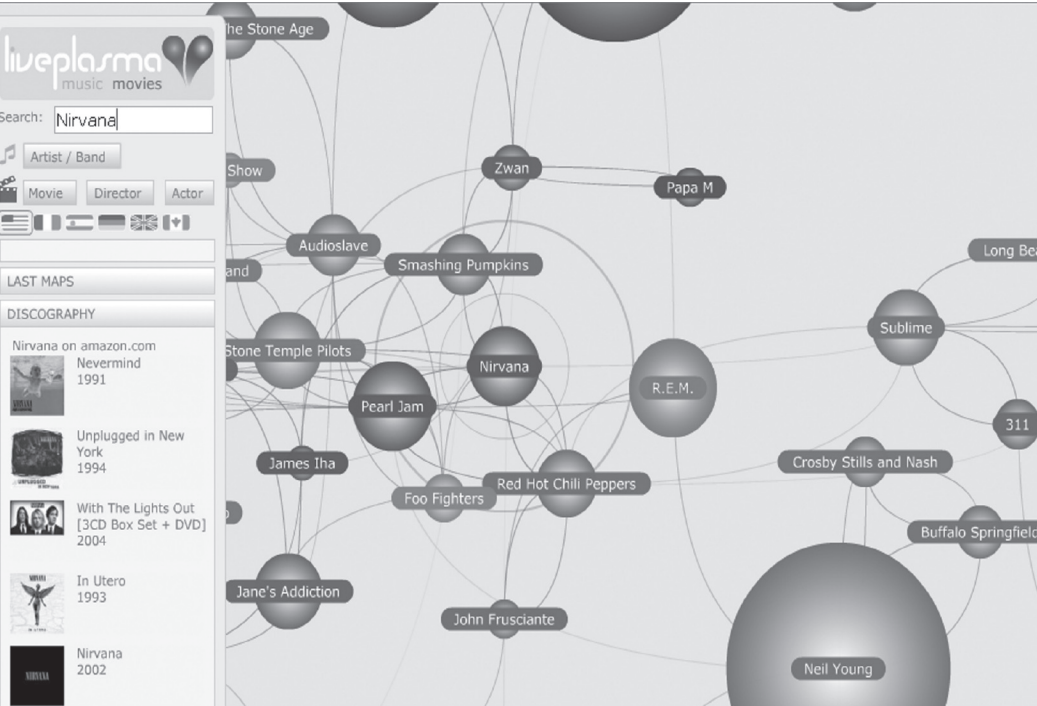 liveplasma
music movies
Search: Nirvana
Artist / Band
Movie Director Actor
LAST MAPS
DISCOGRAPHY
Nirvana on amazon.com
Nevermind
1991
Unplugged in New
York
1994
With The Lights Out
[3CD Box Set + DVD]
2004
In Utero
1993
Nirvana
2002
The Stone Age
Zwan
Show
Papa M
Audioslave
Long Bea
Smashing Pumpkins
and
Sublime
Stone Temple Pilots
Nirvana
R.E.M.
Pearl Jam
311
James Iha
Crosby Stills and Nash
Red Hot Chili Peppers
Foo Fighters
Buffalo Springfield
Jane's Addiction
John Frusciante
Neil Young